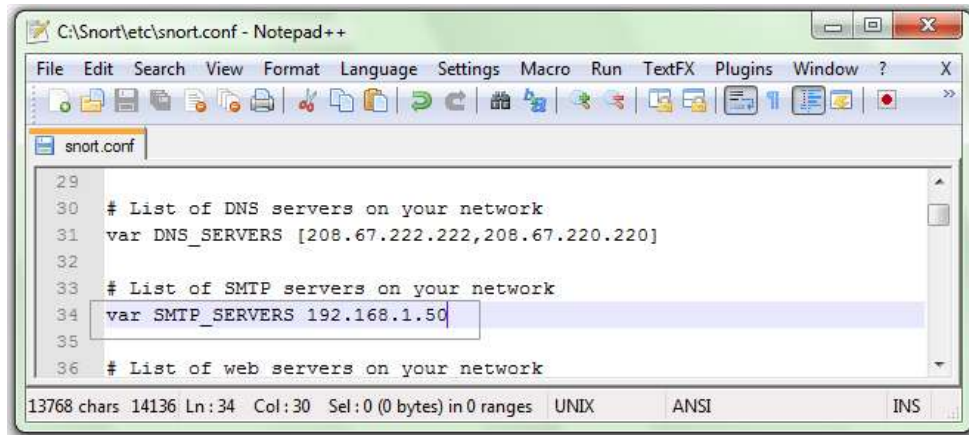 C:\Snort\etc\snort.conf - Notepad++
File Edit Search View Format Language Settings Macro Run TextFX Plugins Window ? X
snort.conf
29
30 # List of DNS servers on your network
31 var DNS_SERVERS [208.67.222.222,208.67.220.220]
32
33 # List of SMTP servers on your network
34 var SMTP_SERVERS 192.168.1.50
35
36 # List of web servers on your network
13768 chars 14136 Ln : 34 Col : 30 Sel : 0 (0 bytes) in 0 ranges UNIX ANSI INS